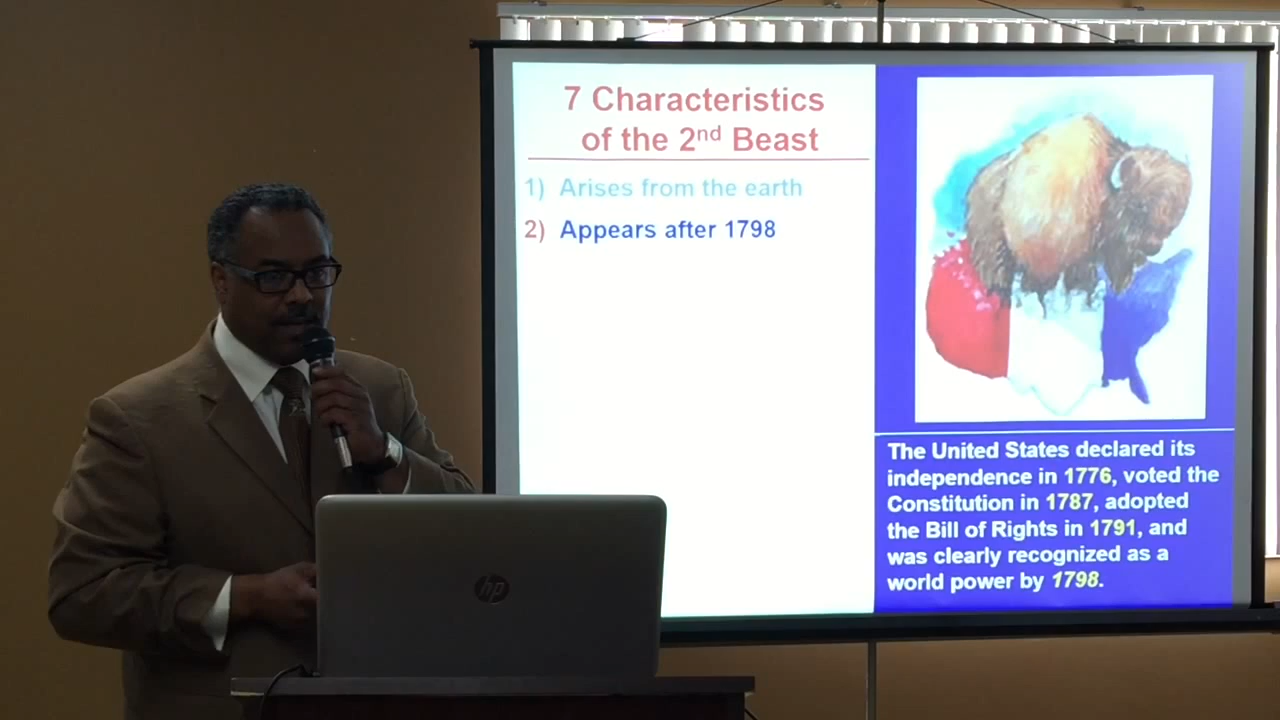 7 Characteristics
of the 2nd Beast
1) Arises from the earth
2) Appears after 1798
The United States declared its
independence in 1776, voted the
Constitution in 1787, adopted
the Bill of Rights in 1791, and
was clearly recognized as a
world power by 1798.
hp